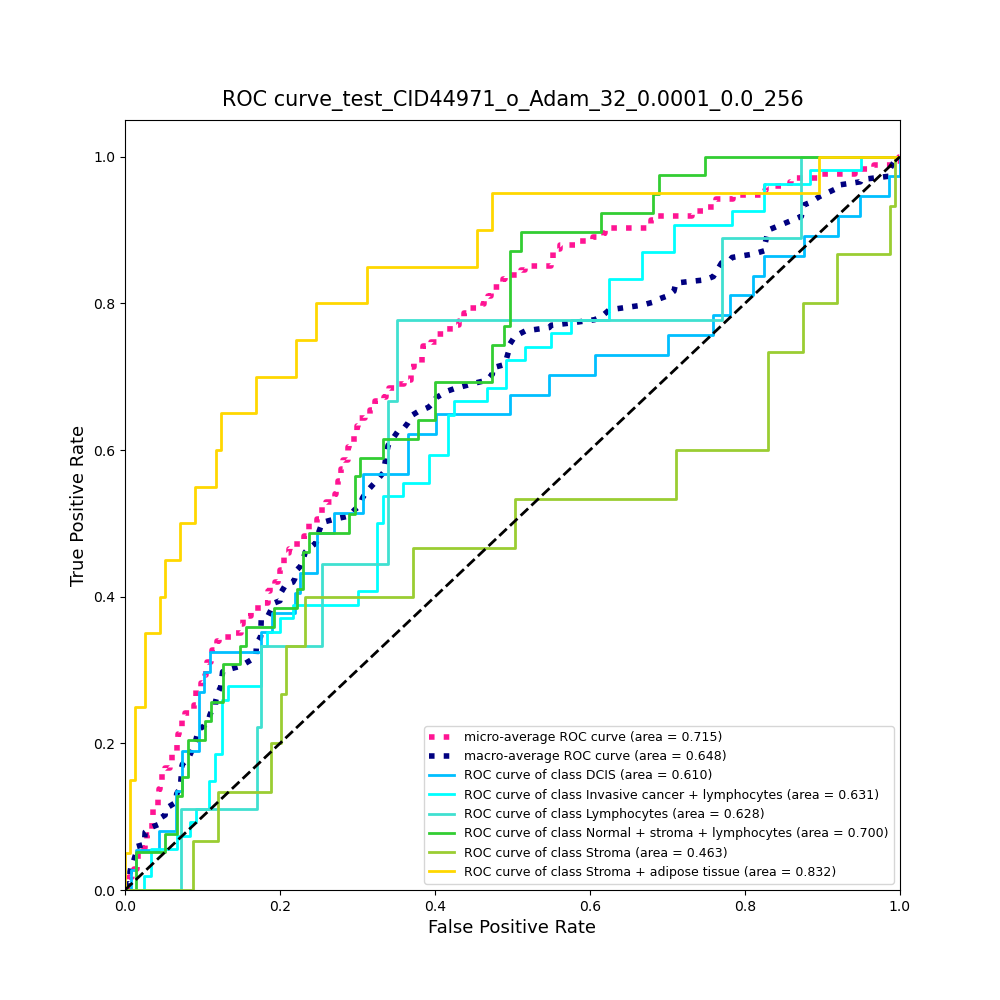 ROC curve_test_CID44971_o_Adam_32_0.0001_0.0_256
True Positive Rate
1.0
0.8
0.6
0.4
0.2
0.0
micro-average ROC curve (area = 0.715)
macro-average ROC curve (area = 0.648)
ROC curve of class DCIS (area = 0.610)
ROC curve of class Invasive cancer + lymphocytes (area = 0.631)
ROC curve of class Lymphocytes (area = 0.628)
ROC curve of class Normal + stroma + lymphocytes (area = 0.700)
ROC curve of class Stroma (area = 0.463)
ROC curve of class Stroma + adipose tissue (area = 0.832)
0.0 0.2 0.4 0.6 0.8 1.0
False Positive Rate